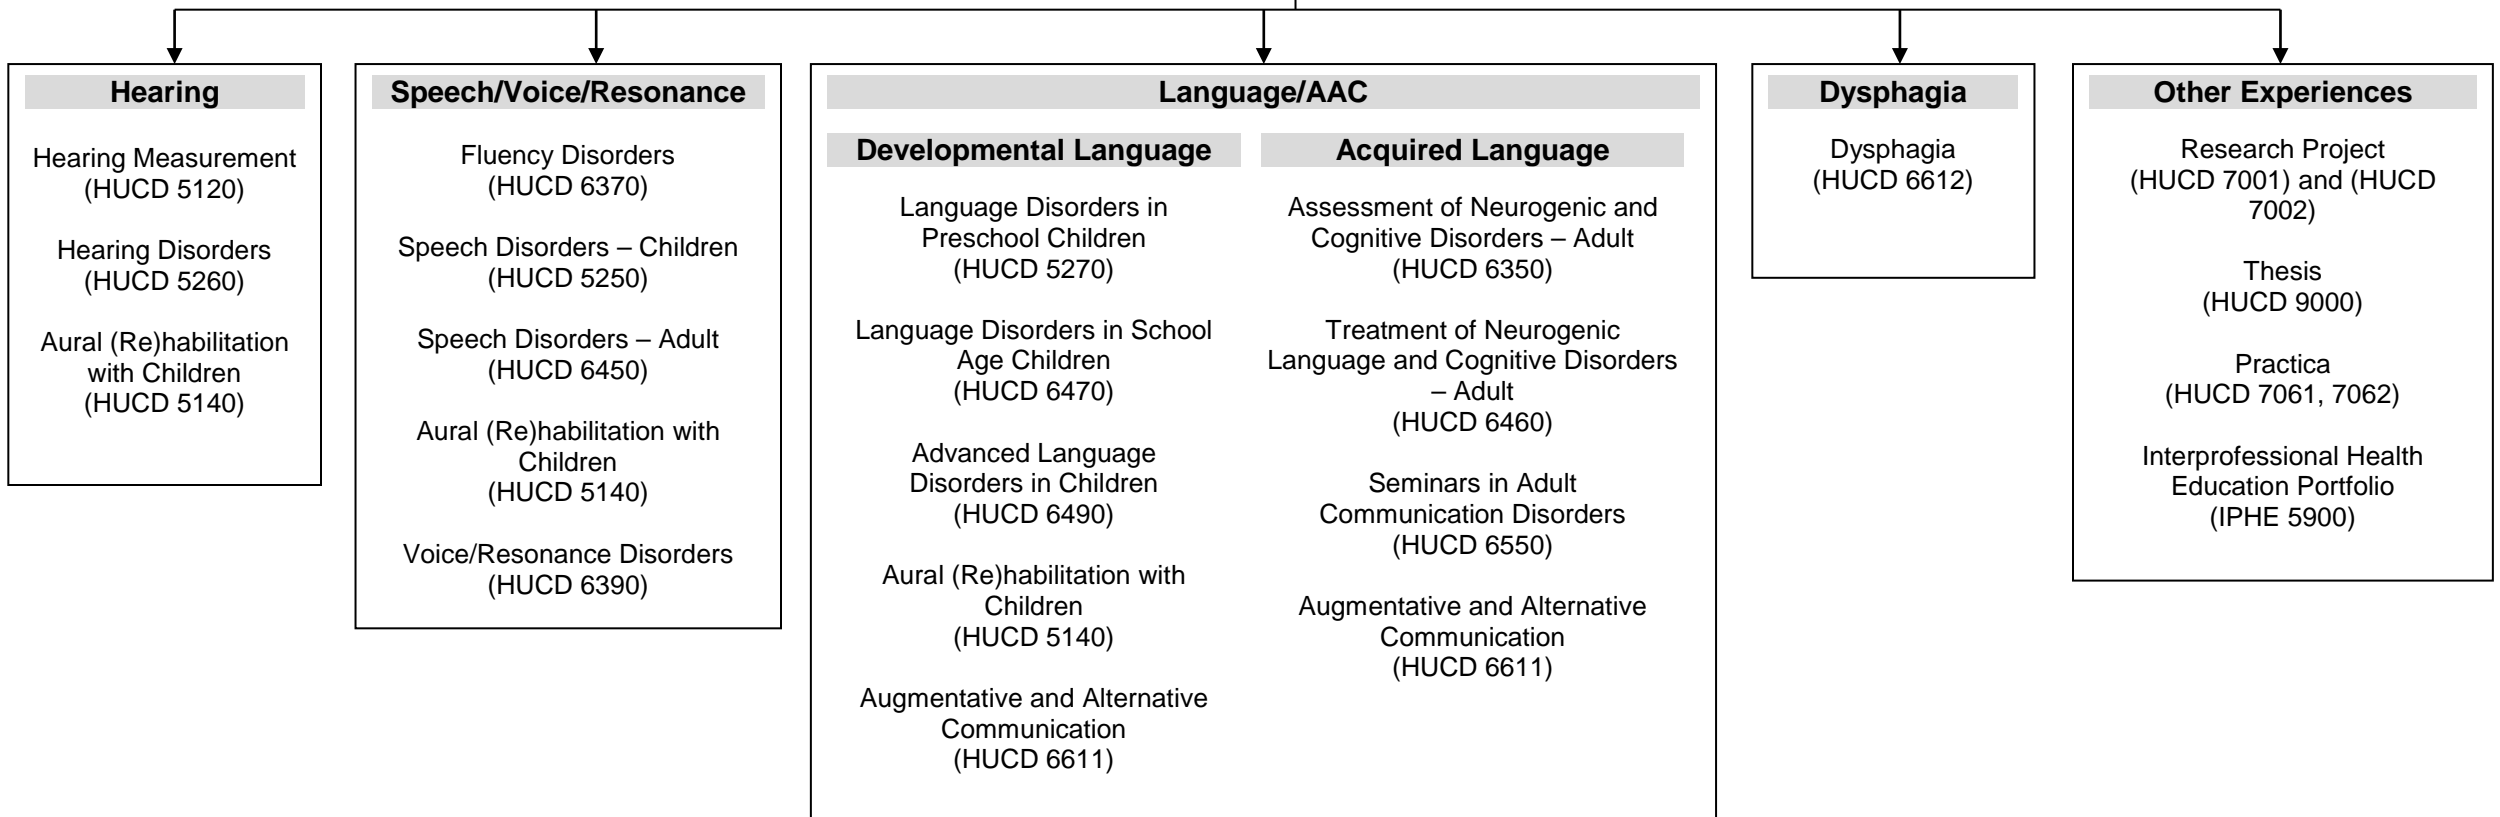 Hearing
Hearing Measurement
(HUCD 5120)
Hearing Disorders
(HUCD 5260)
Aural (Re)habilitation
with Children
(HUCD 5140)
Speech/Voice/Resonance
Fluency Disorders
(HUCD 6370)
Speech Disorders – Children
(HUCD 5250)
Speech Disorders – Adult
(HUCD 6450)
Aural (Re)habilitation with
Children
(HUCD 5140)
Voice/Resonance Disorders
(HUCD 6390)
Language/AAC
Developmental Language
Language Disorders in
Preschool Children
(HUCD 5270)
Language Disorders in School
Age Children
(HUCD 6470)
Advanced Language
Disorders in Children
(HUCD 6490)
Aural (Re)habilitation with
Children
(HUCD 5140)
Augmentative and Alternative
Communication
(HUCD 6611)
Acquired Language
Assessment of Neurogenic and
Cognitive Disorders – Adult
(HUCD 6350)
Treatment of Neurogenic
Language and Cognitive Disorders
– Adult
(HUCD 6460)
Seminars in Adult
Communication Disorders
(HUCD 6550)
Augmentative and Alternative
Communication
(HUCD 6611)
Dysphagia
Dysphagia
(HUCD 6612)
Other Experiences
Research Project
(HUCD 7001) and (HUCD
7002)
Thesis
(HUCD 9000)
Practica
(HUCD 7061, 7062)
Interprofessional Health
Education Portfolio
(IPHE 5900)